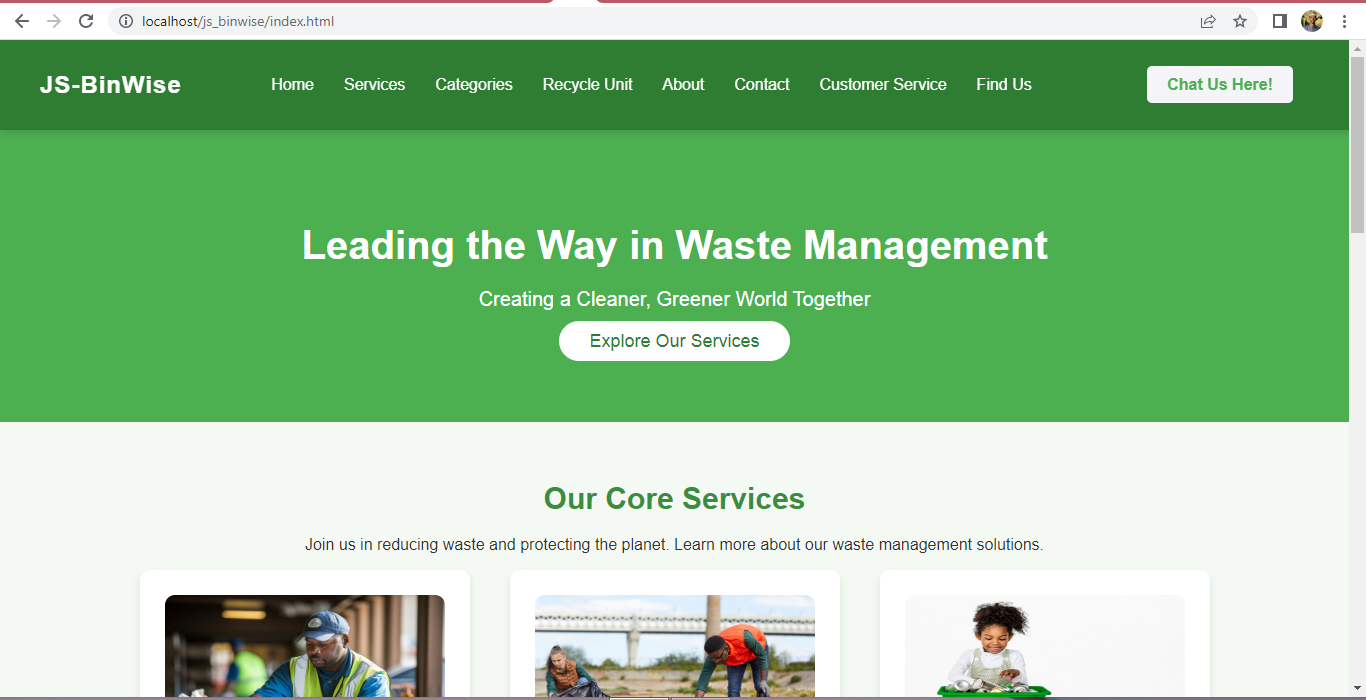 localhost/js_binwise/index.html
JS-BinWise Home Services Categories Recycle Unit About Contact Customer Service Find Us Chat Us Here!
Leading the Way in Waste Management
Creating a Cleaner, Greener World Together
Explore Our Services
Our Core Services
Join us in reducing waste and protecting the planet. Learn more about our waste management solutions.